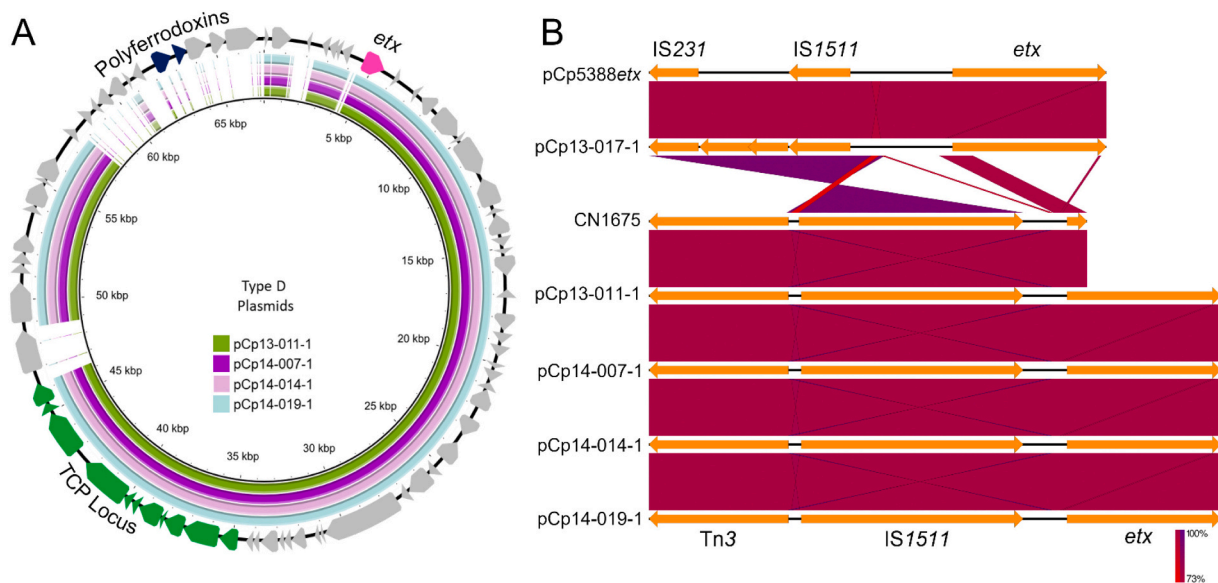 A
Polyferrodoxins
etx
65 kbp
5 kbp
60 kbp
10 kbp
55 kbp
15 kbp
50 kbp
20 kbp
45 kbp
25 kbp
40 kbp
30 kbp
35 kbp
Type D
Plasmids
pCp13-011-1
pCp14-007-1
pCp14-014-1
pCp14-019-1
TCP Locus
B
IS231 IS1511 etx
pCp5388etx
pCp13-017-1
CN1675
pCp13-011-1
pCp14-007-1
pCp14-014-1
pCp14-019-1
Tn3 IS1511 etx
100%
73%